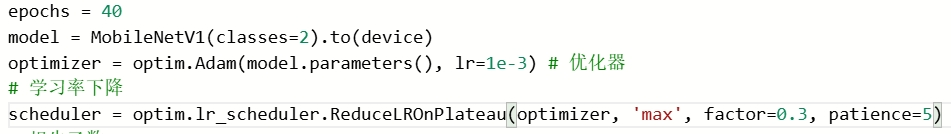 epochs = 40
model = MobileNetV1(classes=2).to(device)
optimizer = optim.Adam(model.parameters(), lr=1e-3) # 优化器
# 学习率下降
scheduler = optim.lr_scheduler.ReduceLROnPlateau(optimizer, 'max', factor=0.3, patience=5)